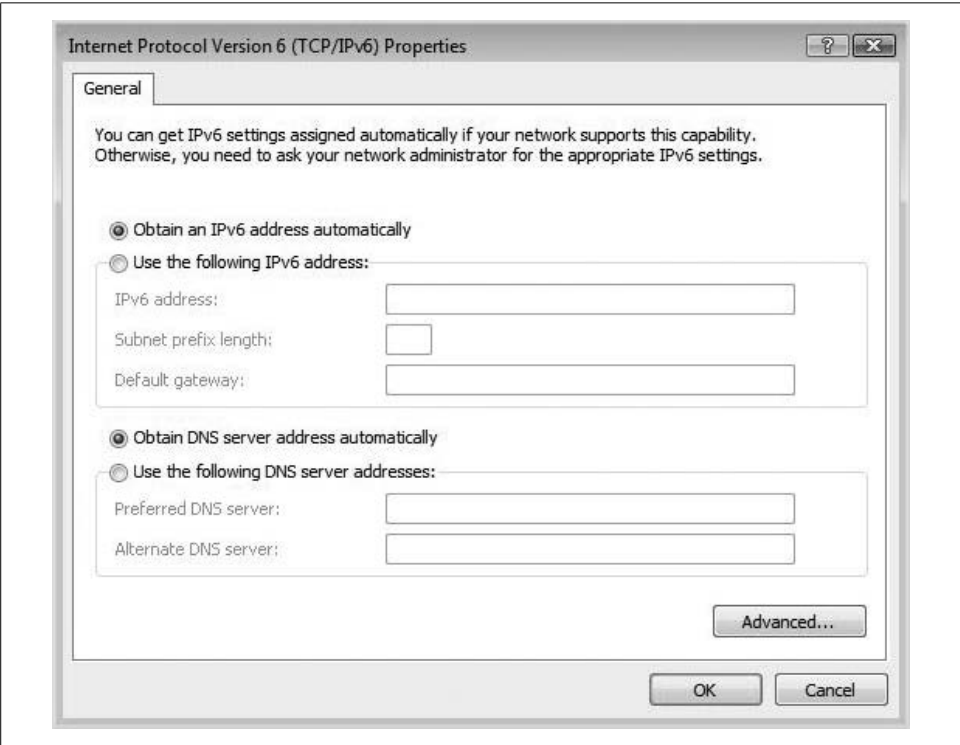 Internet Protocol Version 6 (TCP/IPv6) Properties
General
You can get IPv6 settings assigned automatically if your network supports this capability.
Otherwise, you need to ask your network administrator for the appropriate IPv6 settings.
Obtain an IPv6 address automatically
Use the following IPv6 address:
IPv6 address:
Subnet prefix length:
Default gateway:
Obtain DNS server address automatically
Use the following DNS server addresses:
Preferred DNS server:
Alternate DNS server:
Advanced...
OK Cancel